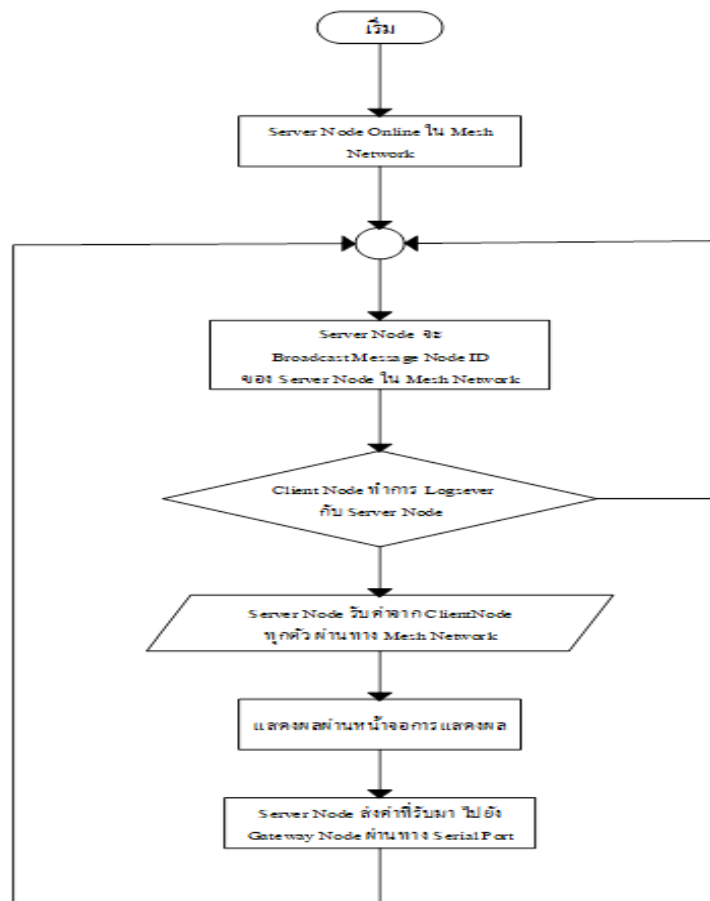 เริ่ม
Server Node Online ใน Mesh
Network
Server Node จะ
Broadcast Message Node ID
ของ Server Node ใน Mesh Network
Client Node ทำการ Logsever
กับ Server Node
Server Node รับค่าจาก ClientNode
ทุกตัว ผ่านทาง Mesh Network
แสดงผลผ่านหน้าจอการแสดงผล
Server Node ส่งค่าที่รับมา ไปยัง
Gateway Node ผ่านทาง Serial Port